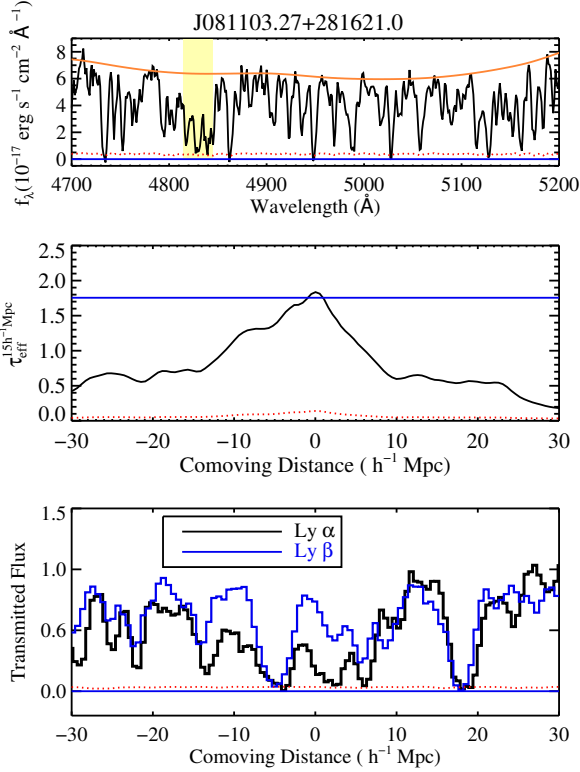 J081103.27+281621.0
f_λ(10⁻¹⁷ erg s⁻¹ cm⁻² Å⁻¹)
8
6
4
2
0
4700 4800 4900 5000 5100 5200
Wavelength (Å)
τ_eff^15h⁻¹Mpc
2.5
2.0
1.5
1.0
0.5
0.0
−30 −20 −10 0 10 20 30
Comoving Distance ( h⁻¹ Mpc)
Transmitted Flux
1.5
1.0
0.6
0.0
Ly α
Ly β
−30 −20 −10 0 10 20 30
Comoving Distance ( h⁻¹ Mpc)